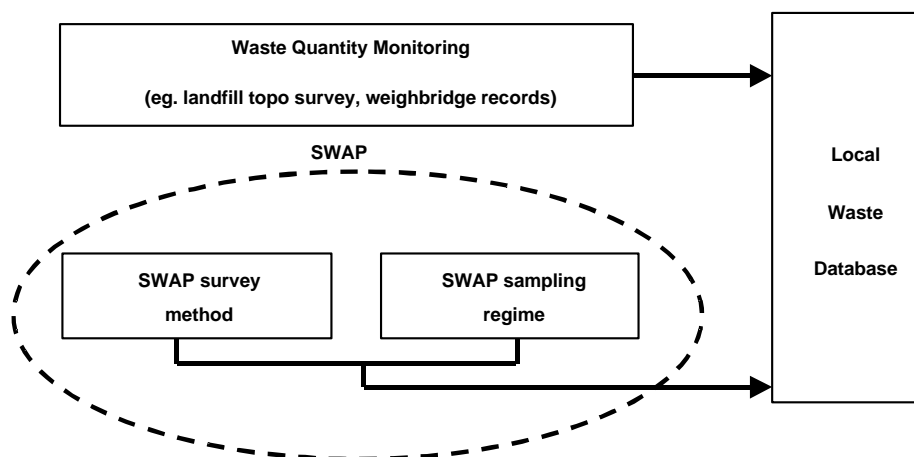 Waste Quantity Monitoring
(eg. landfill topo survey, weighbridge records)
SWAP
SWAP survey
method
SWAP sampling
regime
Local
Waste
Database